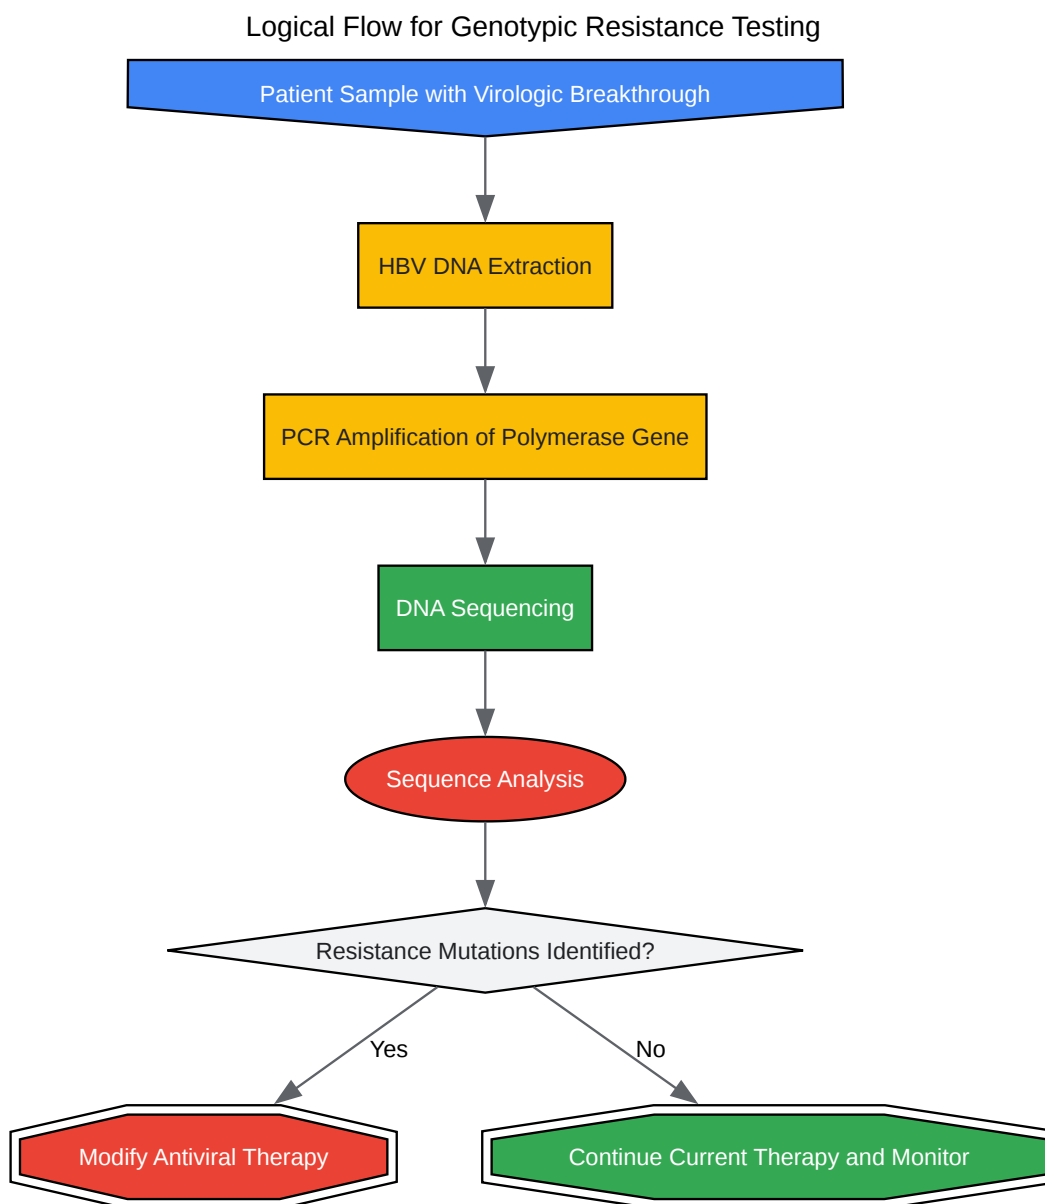 Logical Flow for Genotypic Resistance Testing
Patient Sample with Virologic Breakthrough
HBV DNA Extraction
PCR Amplification of Polymerase Gene
DNA Sequencing
Sequence Analysis
Resistance Mutations Identified?
Yes
No
Modify Antiviral Therapy
Continue Current Therapy and Monitor